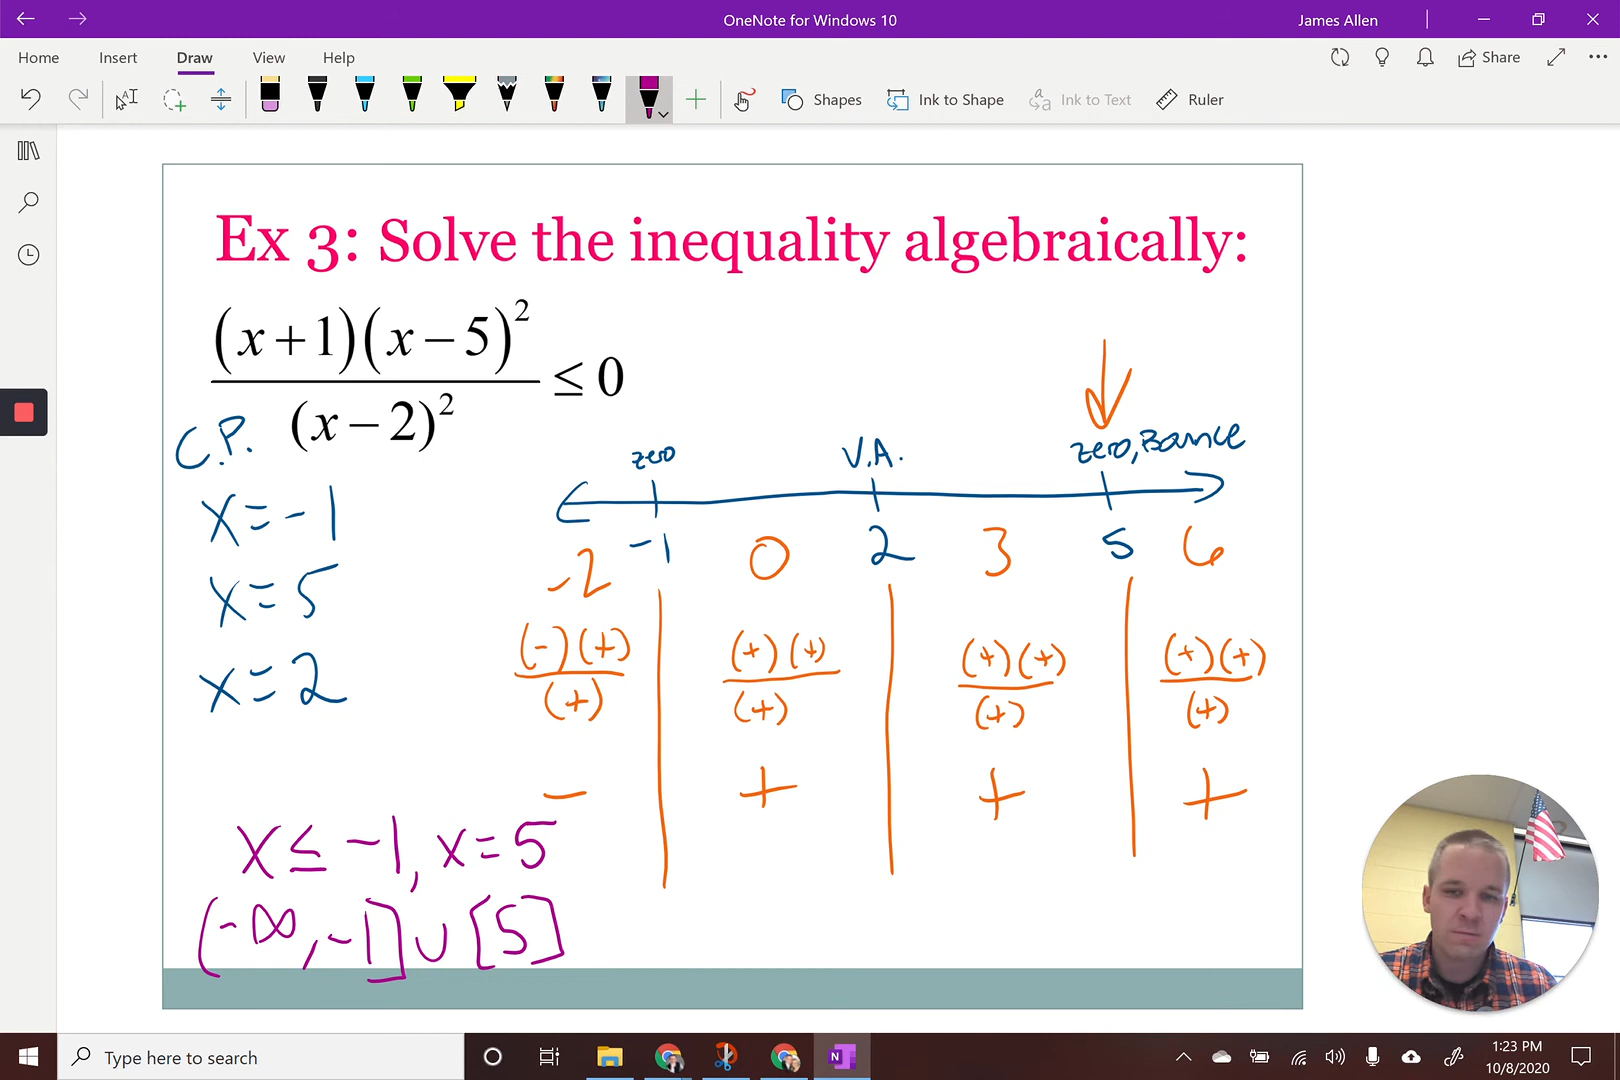 OneNote for Windows 10
James Allen
Home Insert Draw View Help
Share
Shapes Ink to Shape Ink to Text Ruler
Ex 3: Solve the inequality algebraically:
(x+1)(x−5)²
≤ 0
(x−2)²
C.P.
zero V.A. zero, Bounce
x = -1
x = 5
x = 2
-1 2 5
-2 0 3 6
(-)(+) (+)(+) (+)(+) (+)(+)
(+) (+) (+) (+)
- + + +
x ≤ -1, x = 5
(-∞, -1] ∪ [5]
Type here to search
1:23 PM
10/8/2020